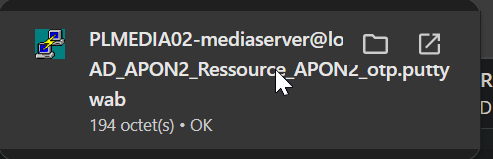 PLMEDIA02-mediaserver@lo
AD_APON2_Ressource_APON2_otp.putty
wab
194 octet(s) • OK
R
D